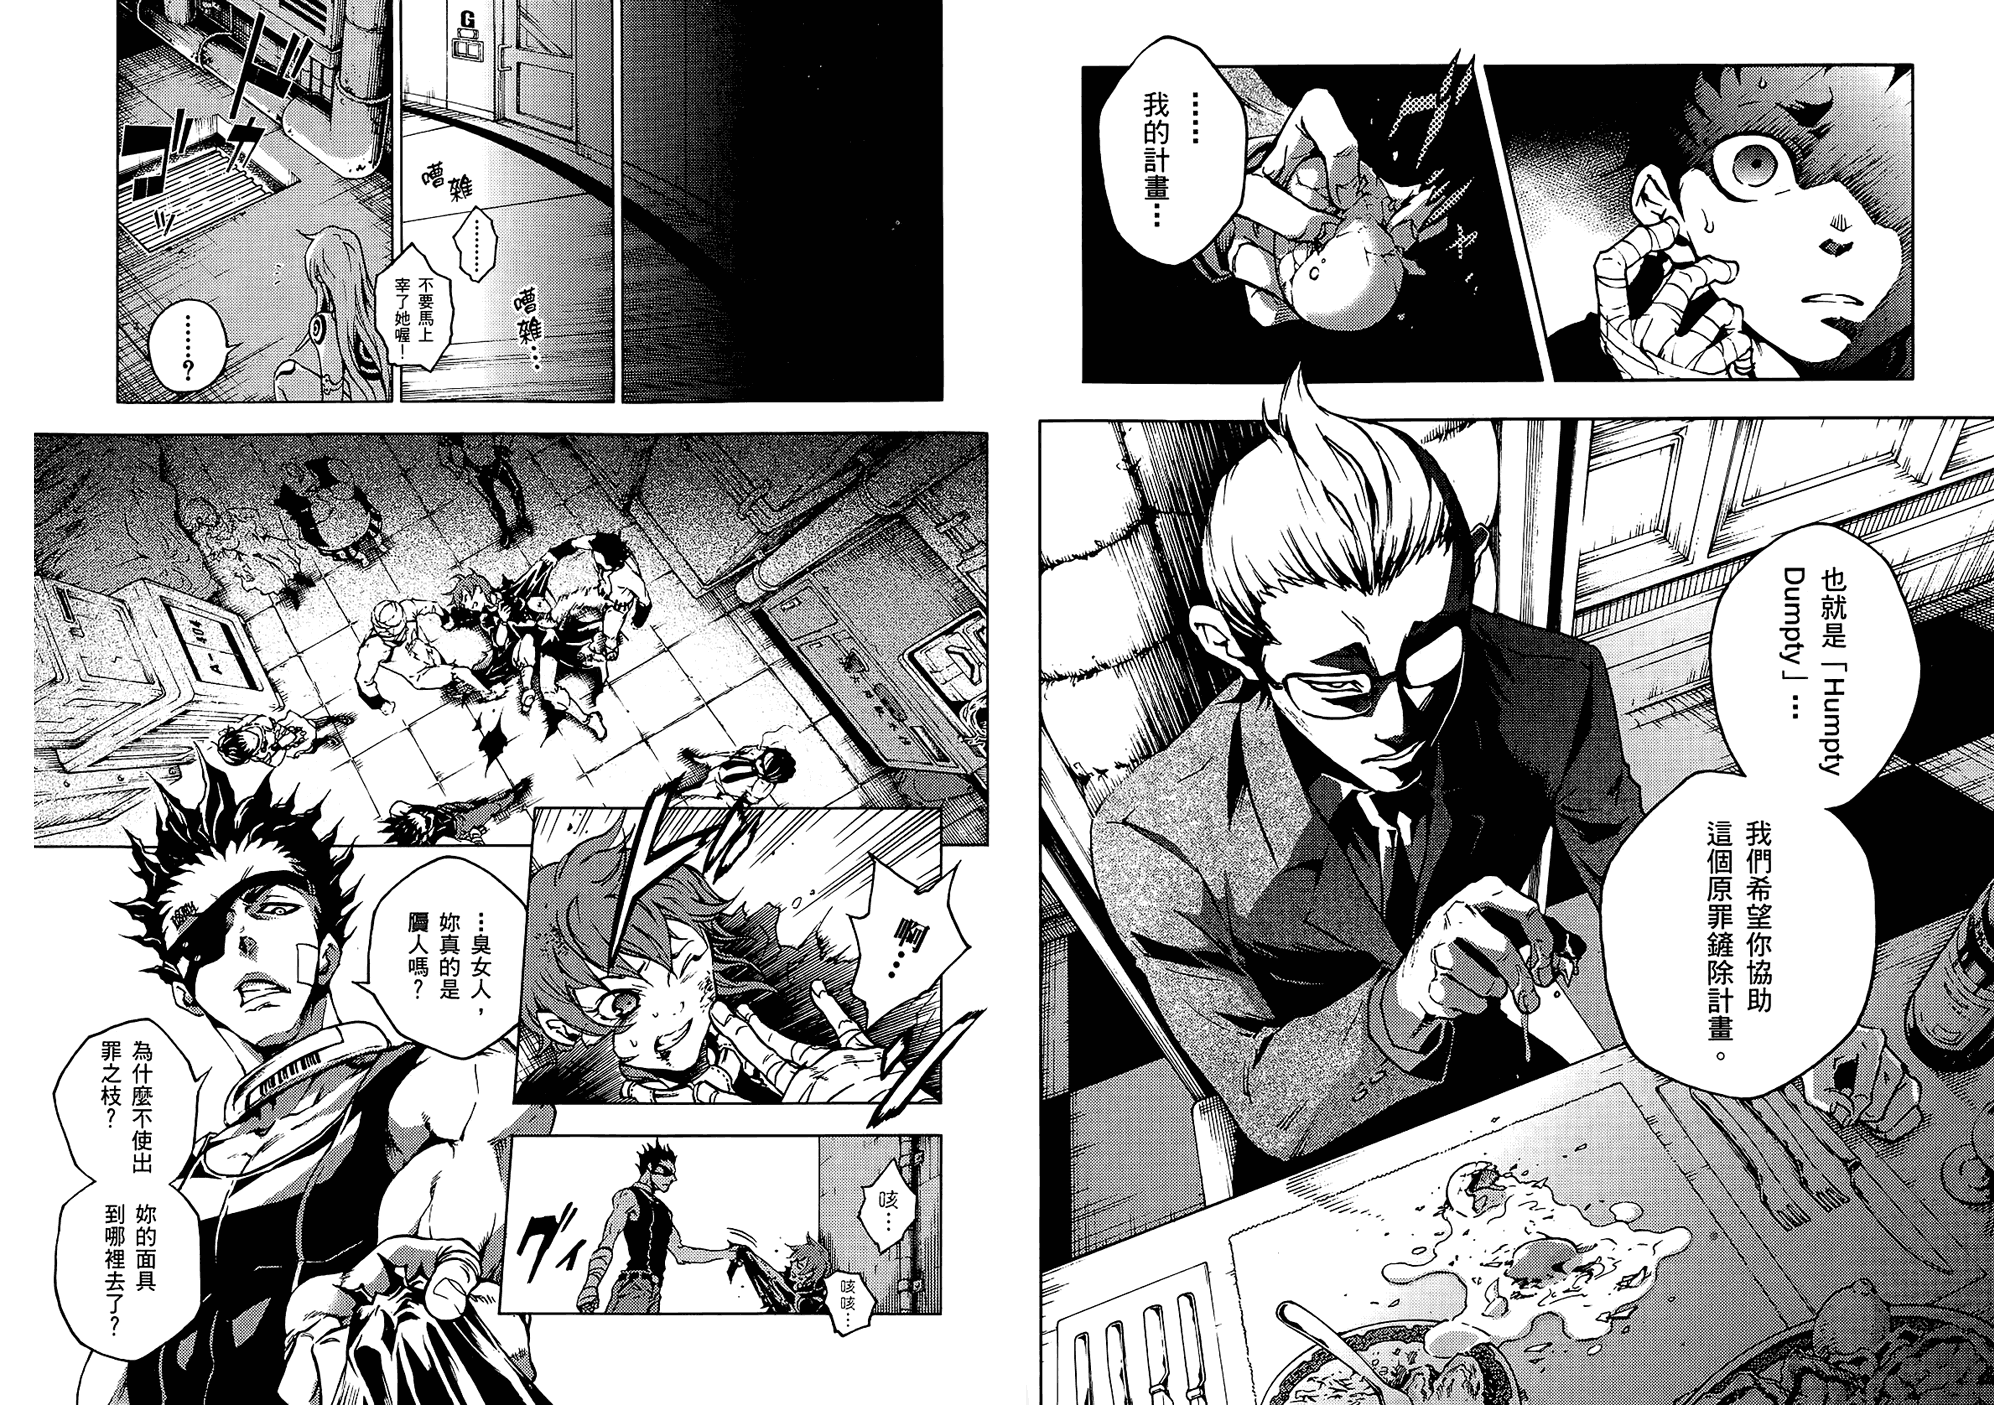 ……
我的計畫…
也就是「Humpty
Dumpty」…
我們希望你協助
這個原罪鏟除計畫。
G
嘈雜
………
嘈雜…
不要馬上
宰了她喔！
……？
啊…
…臭女人，
妳真的是
贗人嗎？
咳…
咳咳…
為什麼不使出
罪之枝？
妳的面具
到哪裡去了？